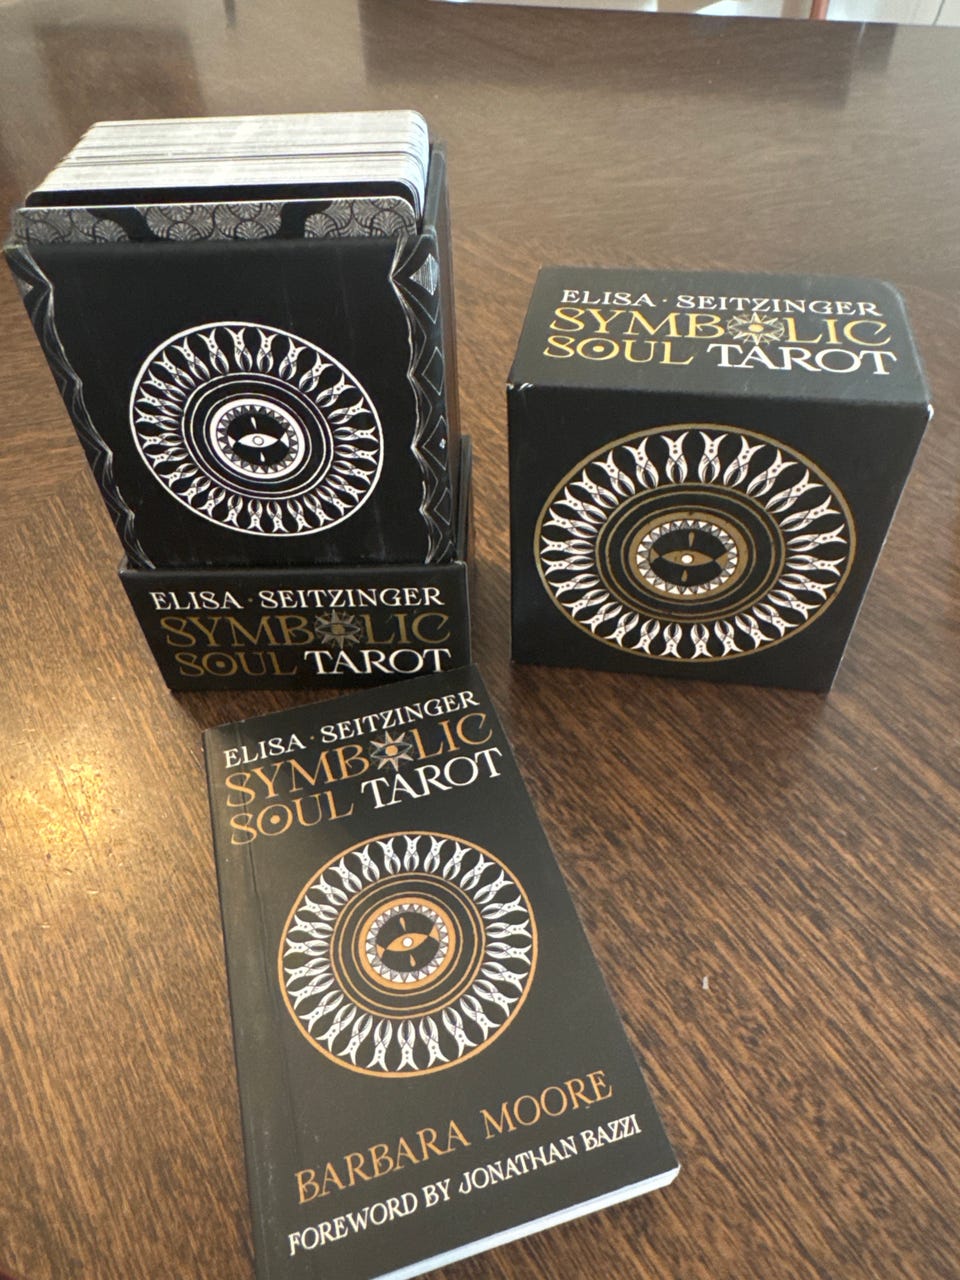 ELISA · SEITZINGER
SYMBOLIC
SOUL TAROT
ELISA · SEITZINGER
SYMBOLIC
SOUL TAROT
ELISA · SEITZINGER
SYMBOLIC
SOUL TAROT
BARBARA MOORE
FOREWORD BY JONATHAN BAZZI